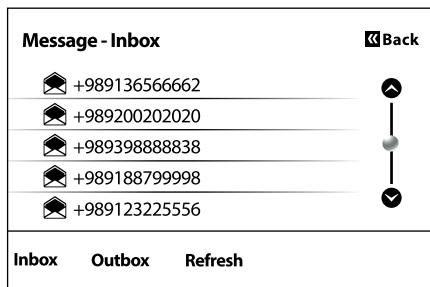 Message - Inbox
Back
+989136566662
+989200202020
+989398888838
+989188799998
+989123225556
Inbox Outbox Refresh